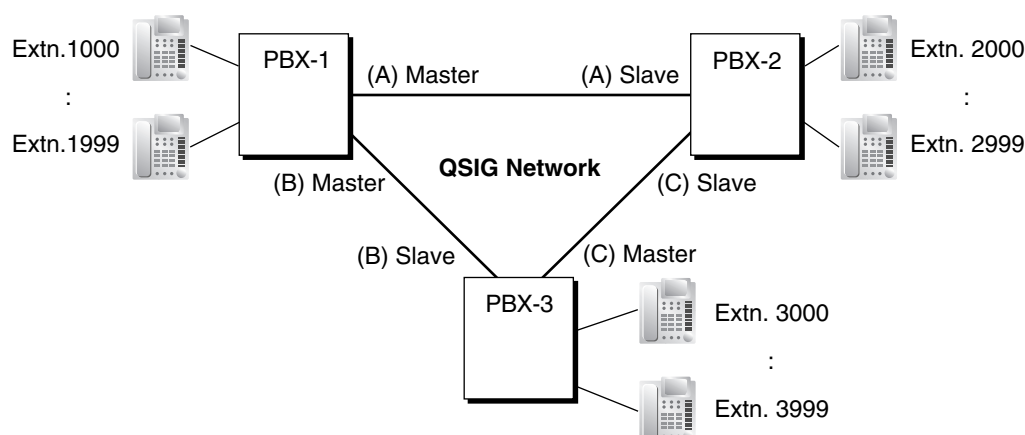 PBX-1
PBX-2
Extn.1000
Extn. 2000
(A) Master
(A) Slave
:
:
Extn.1999
Extn. 2999
QSIG Network
(B) Master
(C) Slave
(B) Slave
(C) Master
PBX-3
Extn. 3000
:
Extn. 3999